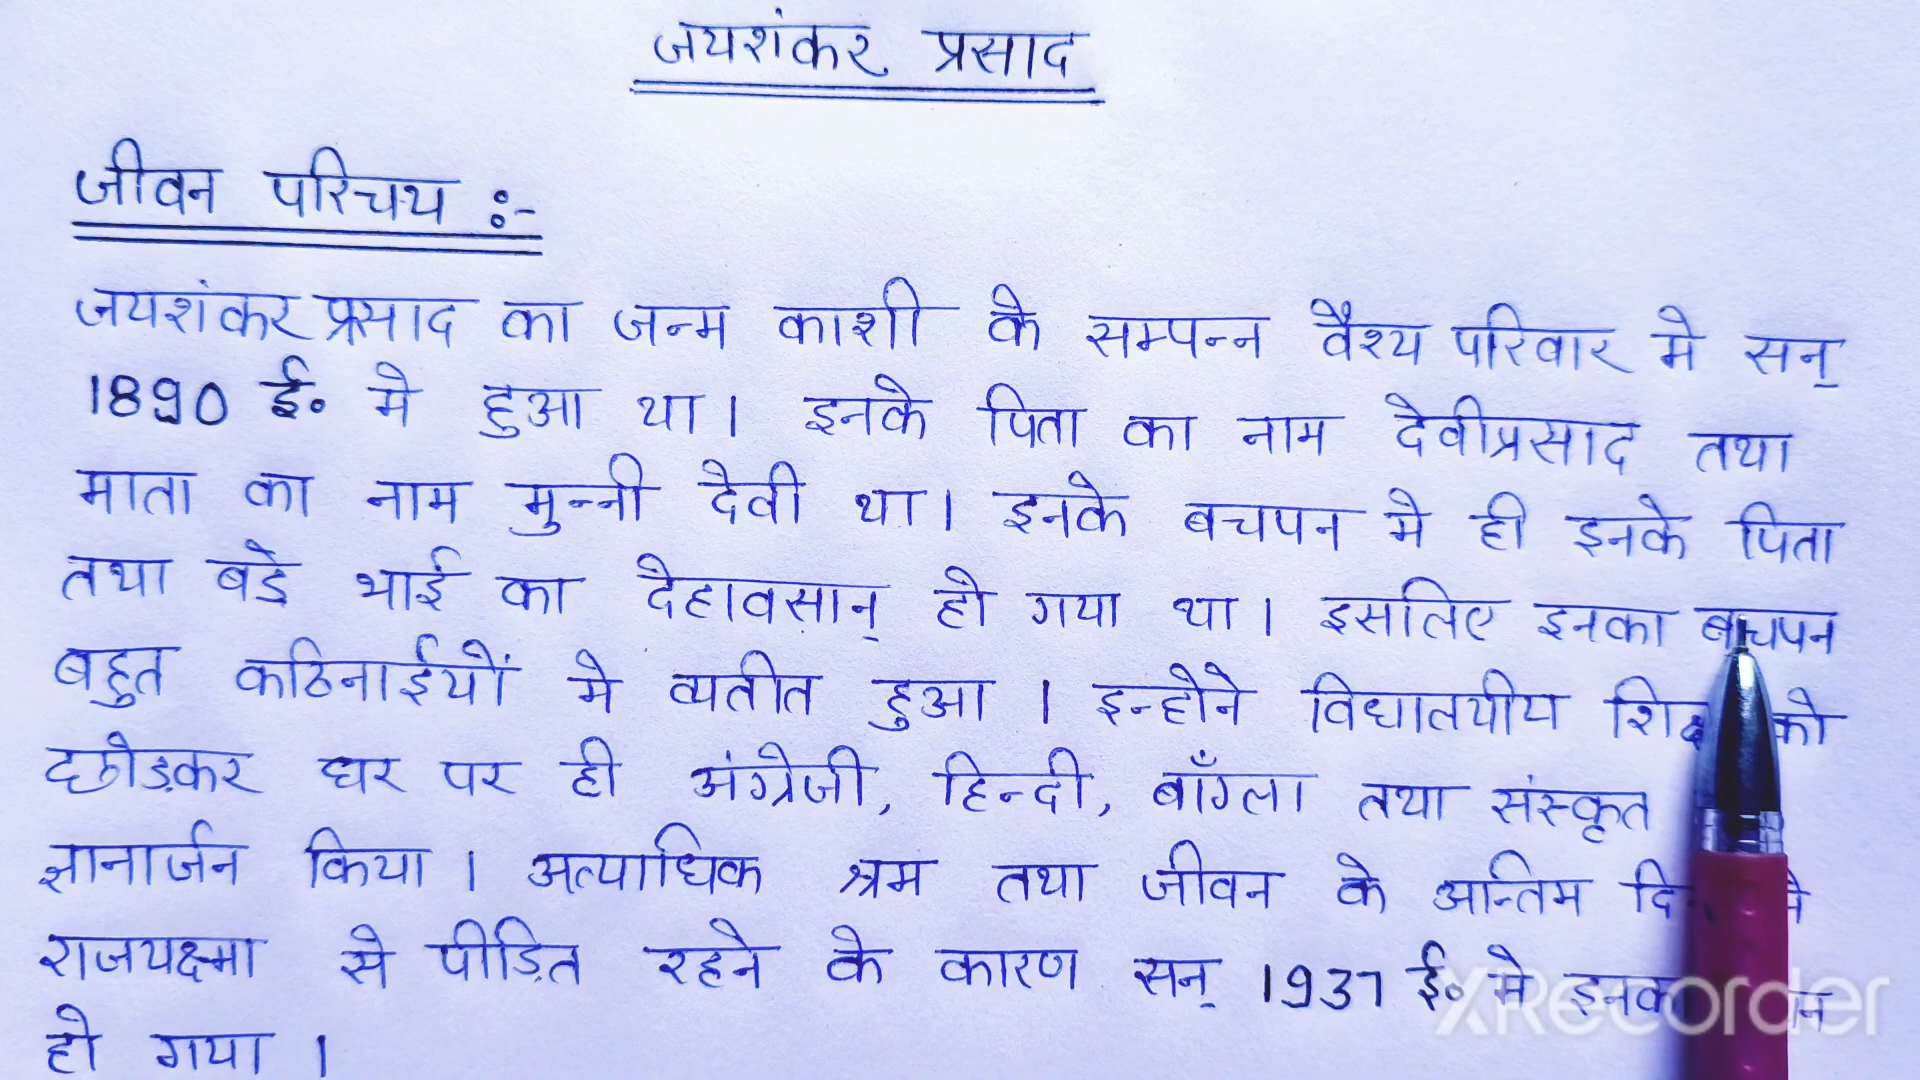 जयशंकर प्रसाद
जीवन परिचय :-
जयशंकर प्रसाद का जन्म काशी के सम्पन्न वैश्य परिवार मे सन्
1890 ई० मे हुआ था। इनके पिता का नाम देवीप्रसाद तथा
माता का नाम मुन्नी देवी था। इनके बचपन मे ही इनके पिता
तथा बडे़ भाई का देहावसान् हो गया था। इसलिए इनका बचपन
बहुत कठिनाईयों मे व्यतीत हुआ । इन्होने विधालयीय को
छोड़कर घर पर ही अंग्रेजी, हिन्दी, बाँग्ला तथा संस्कृत
ज्ञानार्जन किया । अत्याधिक श्रम तथा जीवन के अन्तिम मे
राजयक्ष्मा से पीड़ित रहने के कारण सन् 1937 ई० मे
हो गया ।
XRecorder